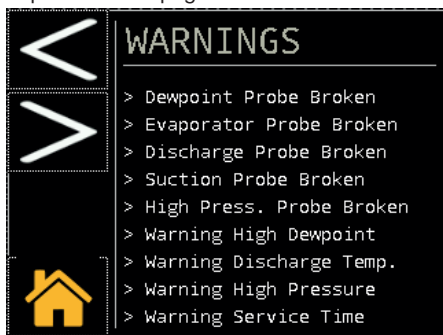 WARNINGS
> Dewpoint Probe Broken
> Evaporator Probe Broken
> Discharge Probe Broken
> Suction Probe Broken
> High Press. Probe Broken
> Warning High Dewpoint
> Warning Discharge Temp.
> Warning High Pressure
> Warning Service Time